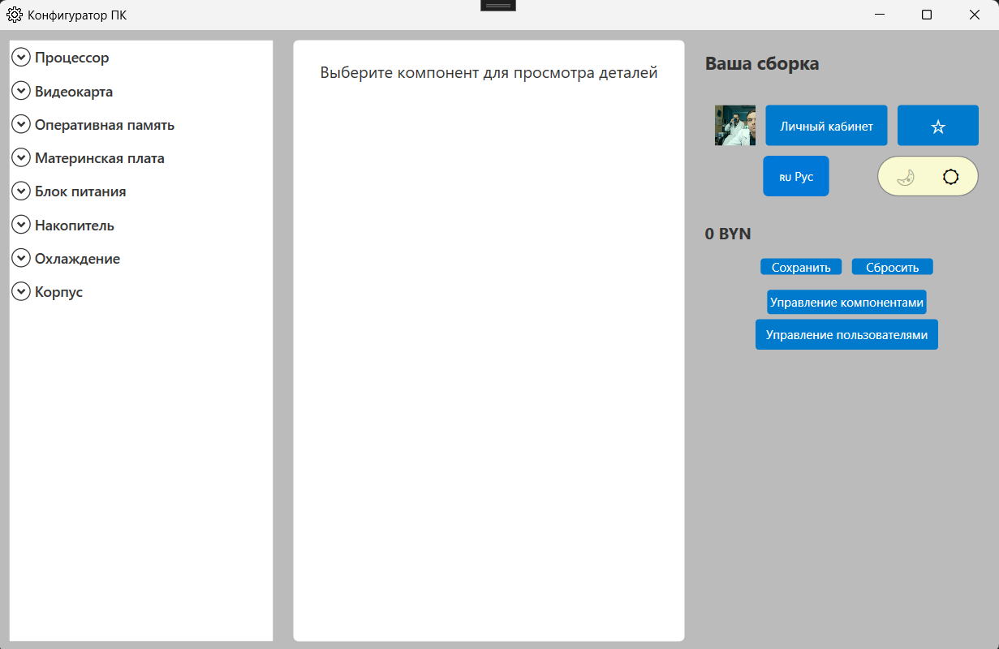 Конфигуратор ПК
Процессор
Видеокарта
Оперативная память
Материнская плата
Блок питания
Накопитель
Охлаждение
Корпус
Выберите компонент для просмотра деталей
Ваша сборка
Личный кабинет
RU Рус
0 BYN
Сохранить Сбросить
Управление компонентами
Управление пользователями